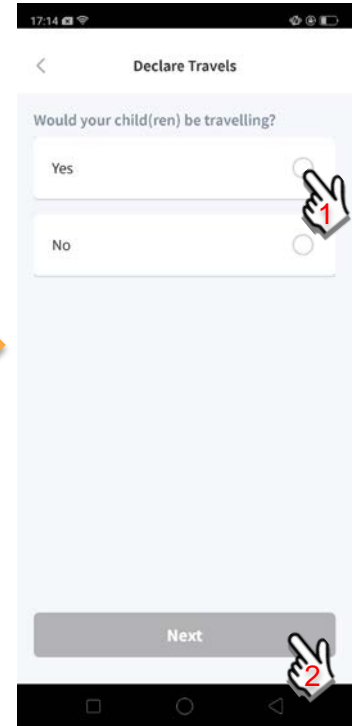 17:14
Declare Travels
Would your child(ren) be travelling?
Yes
1
No
Next
2